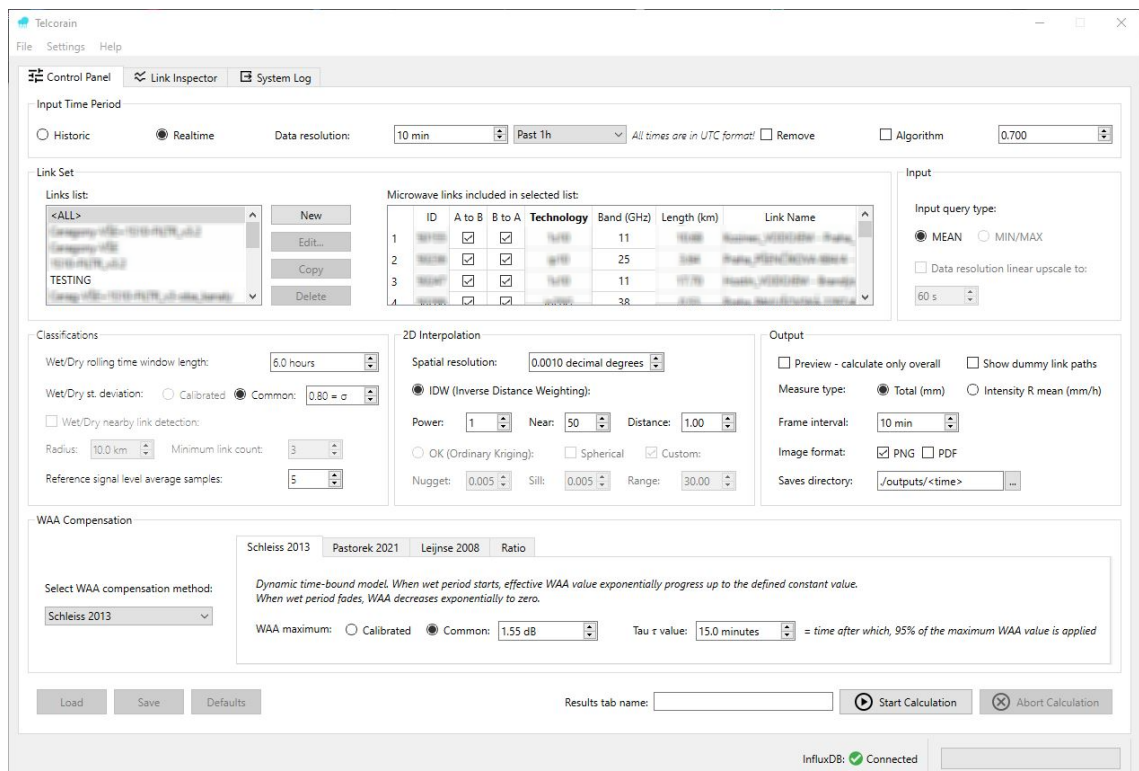 Telcorain
File Settings Help
Control Panel Link Inspector System Log
Input Time Period
Historic Realtime Data resolution: 10 min Past 1h All times are in UTC format! Remove Algorithm 0.700
Link Set
Links list:
<ALL>
TESTING
New
Edit...
Copy
Delete
Microwave links included in selected list:
ID A to B B to A Technology Band (GHz) Length (km) Link Name
1 11
2 25
3 11
4 38
Input
Input query type:
MEAN MIN/MAX
Data resolution linear upscale to:
60 s
Classifications
Wet/Dry rolling time window length: 6.0 hours
Wet/Dry st. deviation: Calibrated Common: 0.80 = σ
Wet/Dry nearby link detection:
Radius: 10.0 km Minimum link count: 3
Reference signal level average samples: 5
2D Interpolation
Spatial resolution: 0.0010 decimal degrees
IDW (Inverse Distance Weighting):
Power: 1 Near: 50 Distance: 1.00
OK (Ordinary Kriging): Spherical Custom:
Nugget: 0.005 Sill: 0.005 Range: 30.00
Output
Preview - calculate only overall Show dummy link paths
Measure type: Total (mm) Intensity R mean (mm/h)
Frame interval: 10 min
Image format: PNG PDF
Saves directory: ./outputs/<time> ...
WAA Compensation
Select WAA compensation method:
Schleiss 2013
Schleiss 2013 Pastorek 2021 Leijnse 2008 Ratio
Dynamic time-bound model. When wet period starts, effective WAA value exponentially progress up to the defined constant value.
When wet period fades, WAA decreases exponentially to zero.
WAA maximum: Calibrated Common: 1.55 dB Tau τ value: 15.0 minutes = time after which, 95% of the maximum WAA value is applied
Load Save Defaults Results tab name: Start Calculation Abort Calculation
InfluxDB: Connected